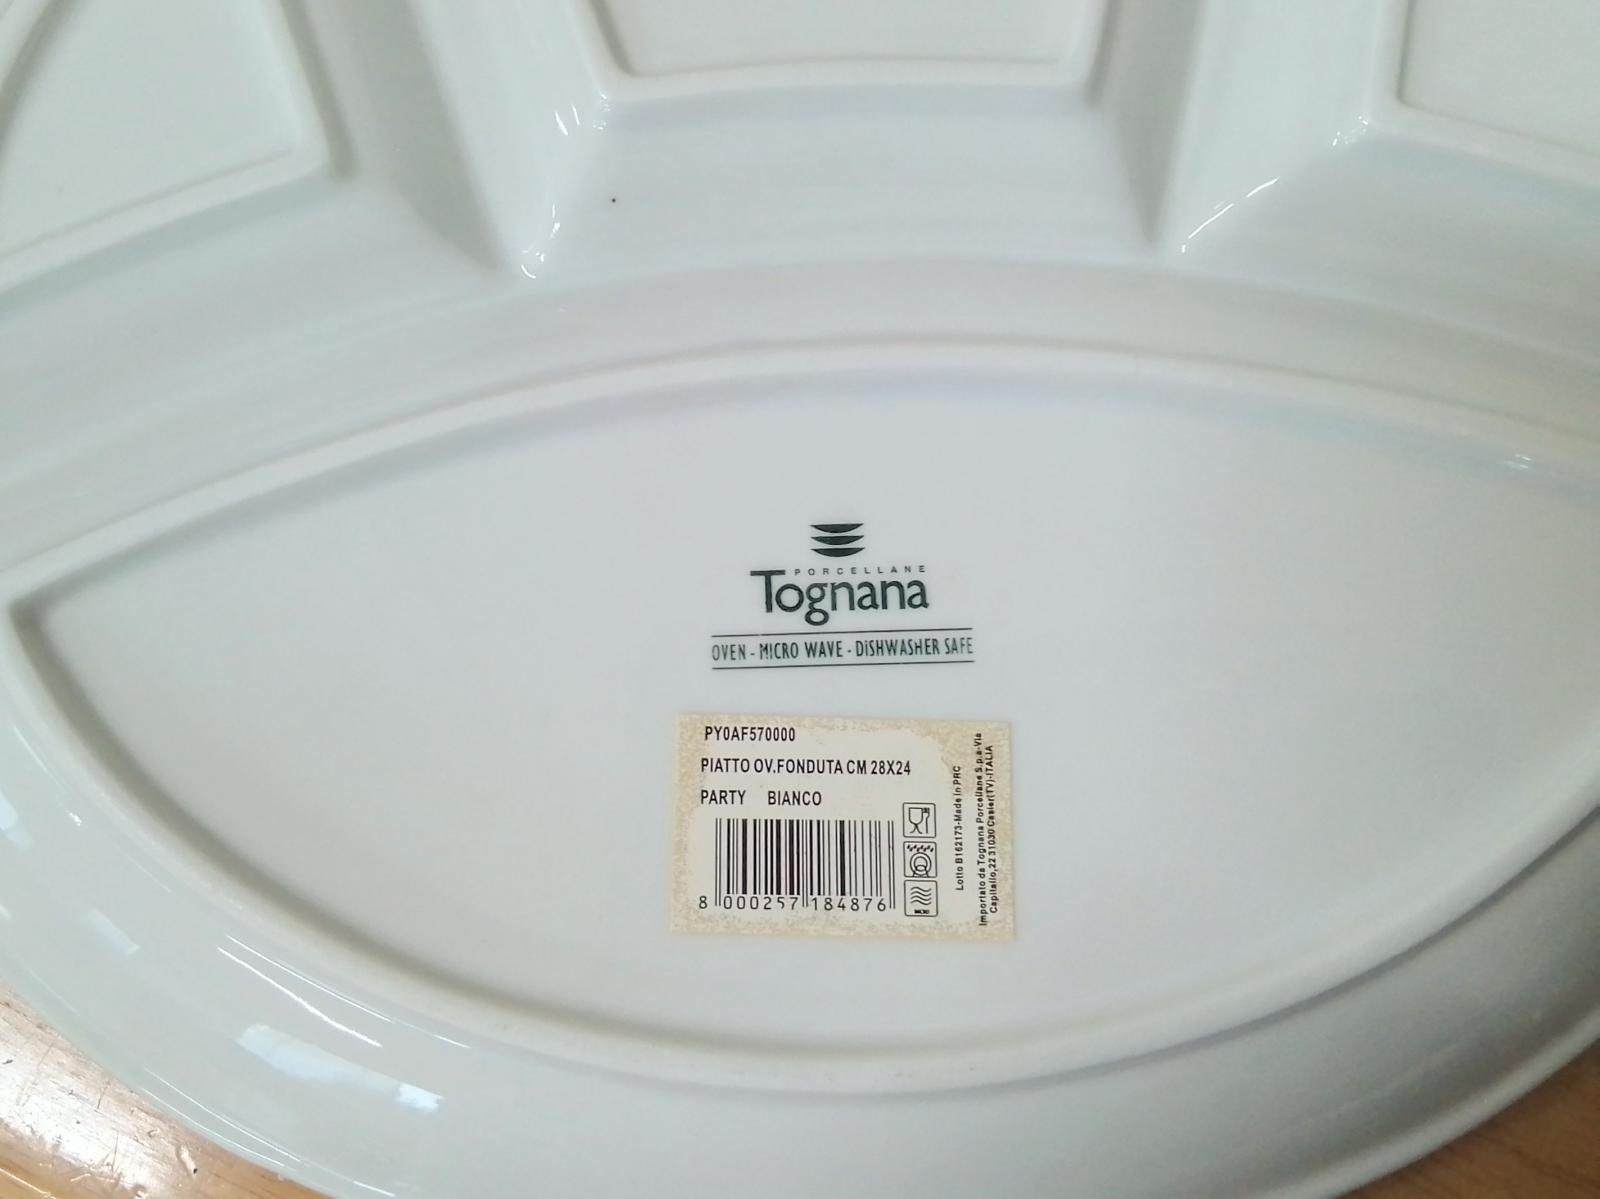 PORCELLANE
Tognana
OVEN - MICRO WAVE - DISHWASHER SAFE
PY0AF570000
PIATTO OV.FONDUTA CM 28X24
PARTY BIANCO
8 000257 184876
MICRO
Lotto B162173-Made in PRC
Importato da Tognana Porcellane S.p.a-Via
Capitello,22 31030 Casier(TV)-ITALIA